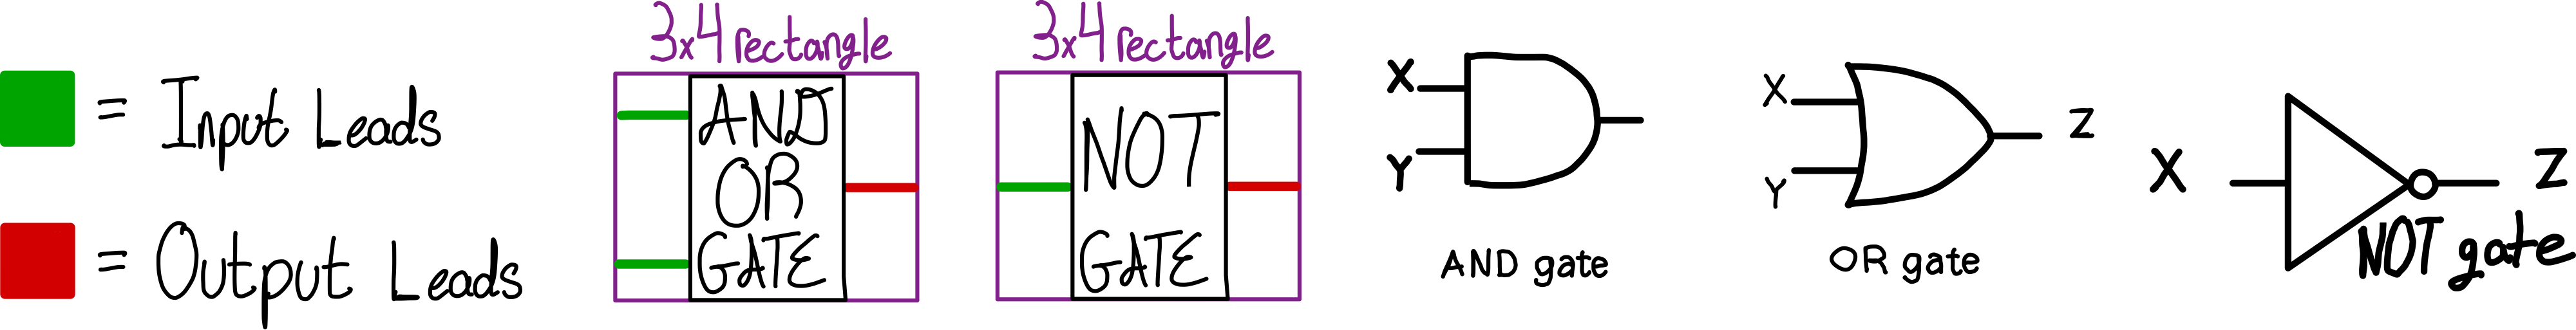 = Input Leads
= Output Leads
3x4 rectangle
AND
OR
GATE
3x4 rectangle
NOT
GATE
X
Y
AND gate
X
Y
Z
OR gate
X
Z
NOT gate